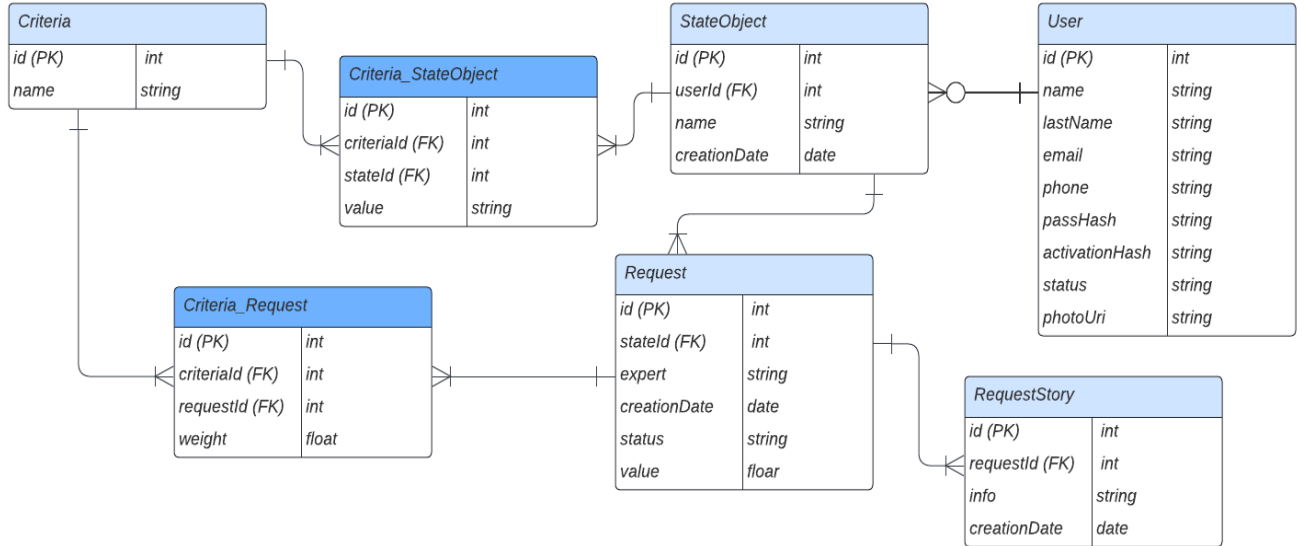 Criteria
id (PK) int
name string
Criteria_StateObject
id (PK) int
criteriaId (FK) int
stateId (FK) int
value string
StateObject
id (PK) int
userId (FK) int
name string
creationDate date
User
id (PK) int
name string
lastName string
email string
phone string
passHash string
activationHash string
status string
photoUri string
Criteria_Request
id (PK) int
criteriaId (FK) int
requestId (FK) int
weight float
Request
id (PK) int
stateId (FK) int
expert string
creationDate date
status string
value floar
RequestStory
id (PK) int
requestId (FK) int
info string
creationDate date